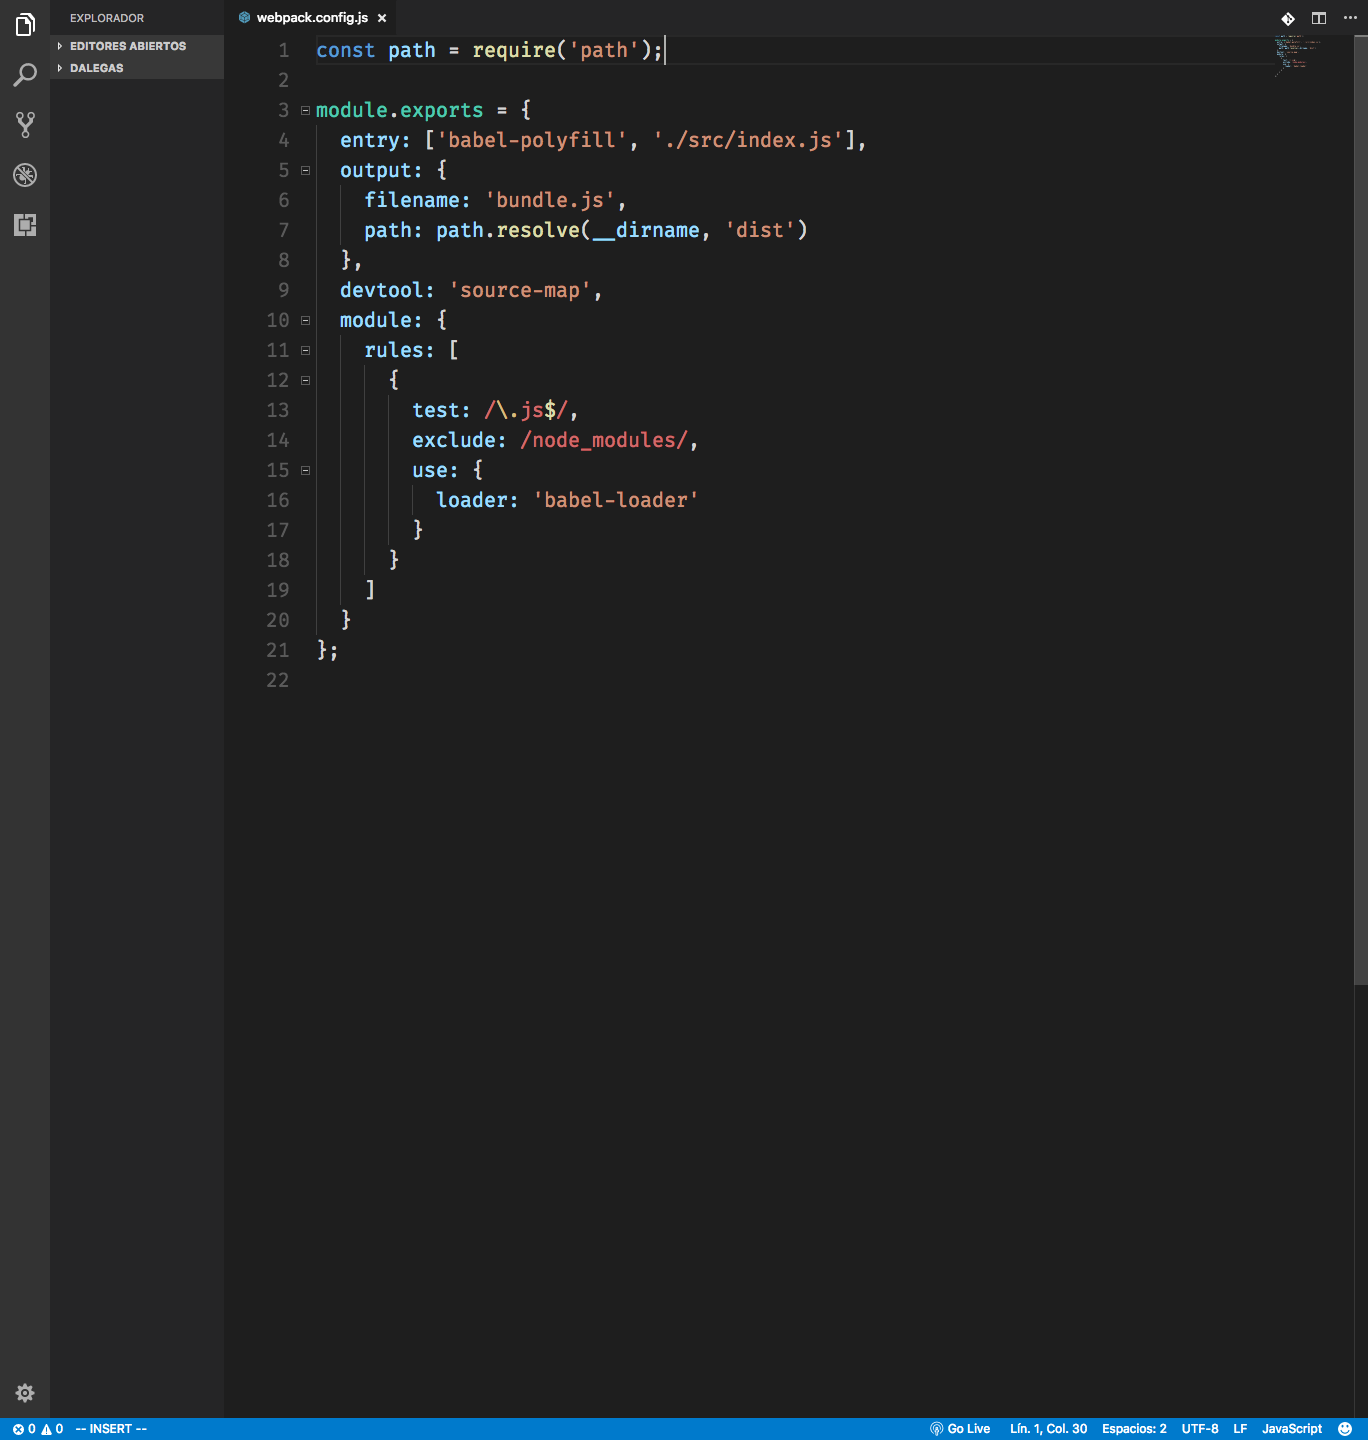 EXPLORADOR
EDITORES ABIERTOS
DALEGAS
webpack.config.js ×
1 const path = require('path');
2
3 module.exports = {
4   entry: ['babel-polyfill', './src/index.js'],
5   output: {
6     filename: 'bundle.js',
7     path: path.resolve(__dirname, 'dist')
8   },
9   devtool: 'source-map',
10   module: {
11     rules: [
12       {
13         test: /\.js$/,
14         exclude: /node_modules/,
15         use: {
16           loader: 'babel-loader'
17         }
18       }
19     ]
20   }
21 };
22
0 0 -- INSERT -- Go Live Lín. 1, Col. 30 Espacios: 2 UTF-8 LF JavaScript